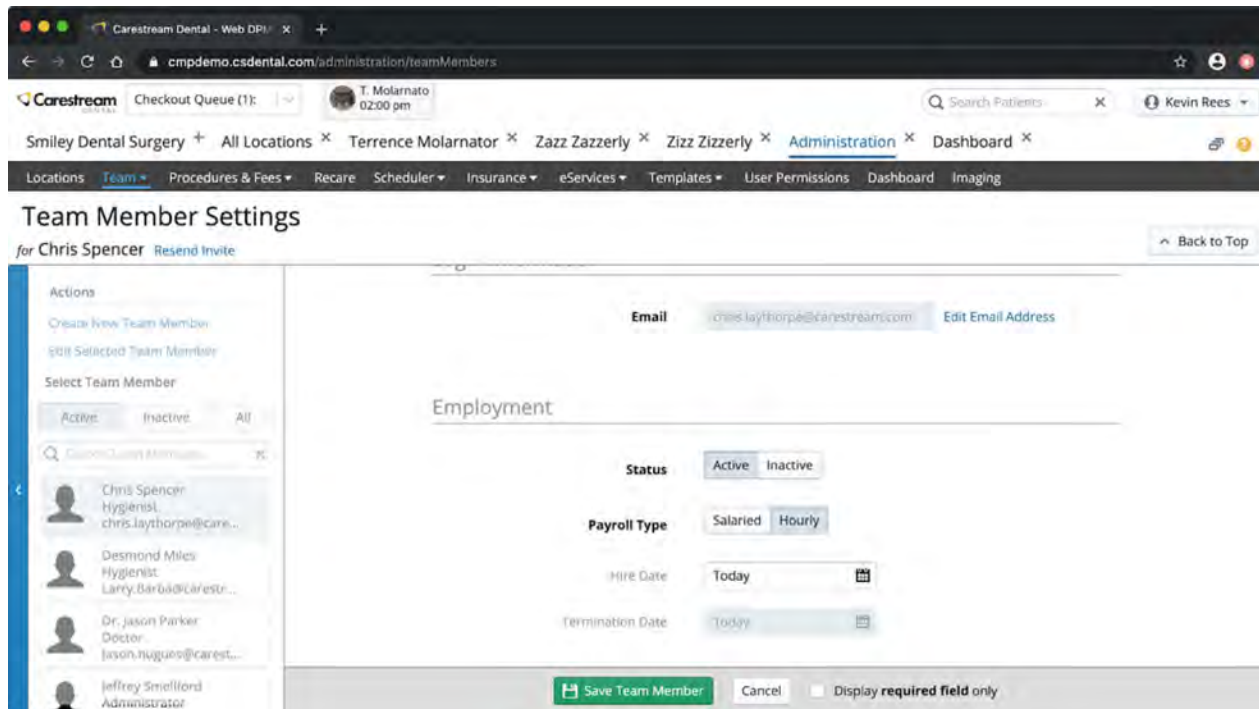 Carestream Dental - Web DPM
cmpdemo.csdental.com/administration/teamMembers
Carestream DENTAL Checkout Queue (1): T. Molarnato 02:00 pm Search Patients Kevin Rees
Smiley Dental Surgery All Locations Terrence Molarnator Zazz Zazzerly Zizz Zizzerly Administration Dashboard
Locations Team Procedures & Fees Recare Scheduler Insurance eServices Templates User Permissions Dashboard Imaging
Team Member Settings
for Chris Spencer Resend Invite
Back to Top
Actions
Create New Team Member
Edit Selected Team Member
Select Team Member
Active Inactive All
Search Team Members
Chris Spencer
Hygienist
chris.laythorpe@care...
Desmond Miles
Hygienist
Larry.Barba@carestr...
Dr. Jason Parker
Doctor
Jason.nugues@carest...
Jeffrey Smellford
Administrator
Email chris.laythorpe@carestream.com Edit Email Address
Employment
Status Active Inactive
Payroll Type Salaried Hourly
Hire Date Today
Termination Date Today
Save Team Member Cancel Display required field only